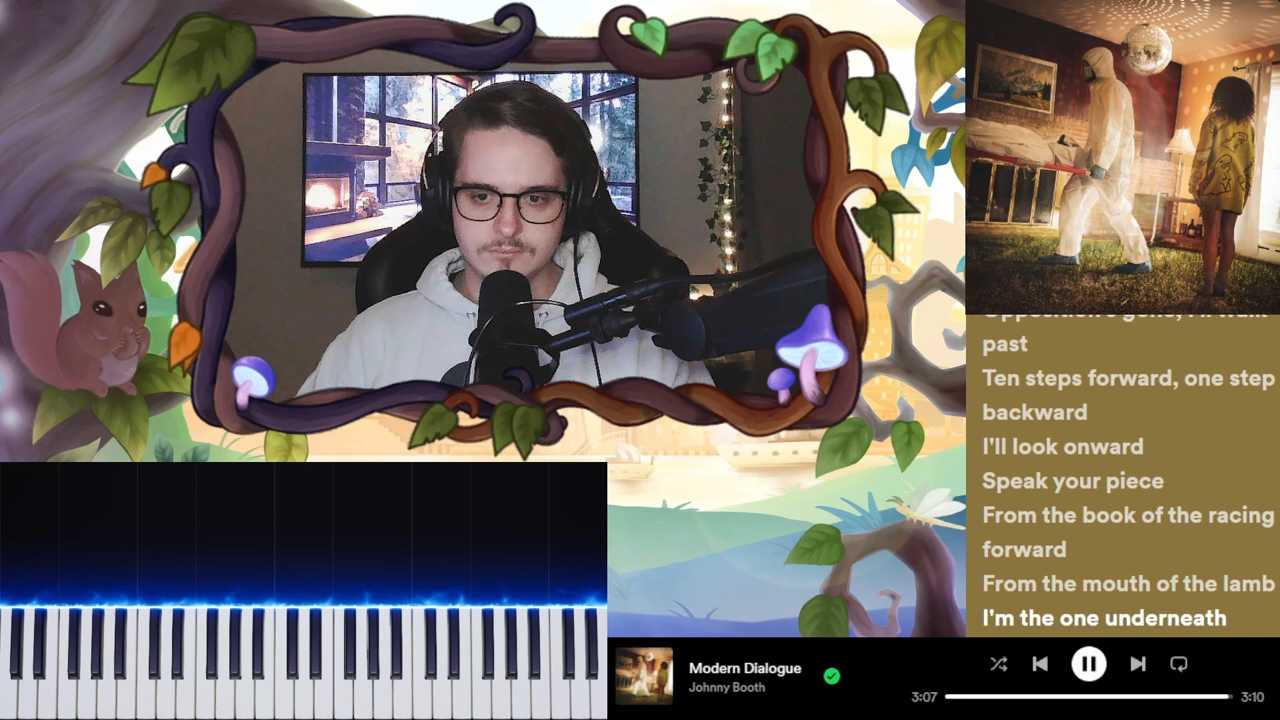 past
Ten steps forward, one step
backward
I'll look onward
Speak your piece
From the book of the racing
forward
From the mouth of the lamb
I'm the one underneath
Modern Dialogue
Johnny Booth
3:07
3:10